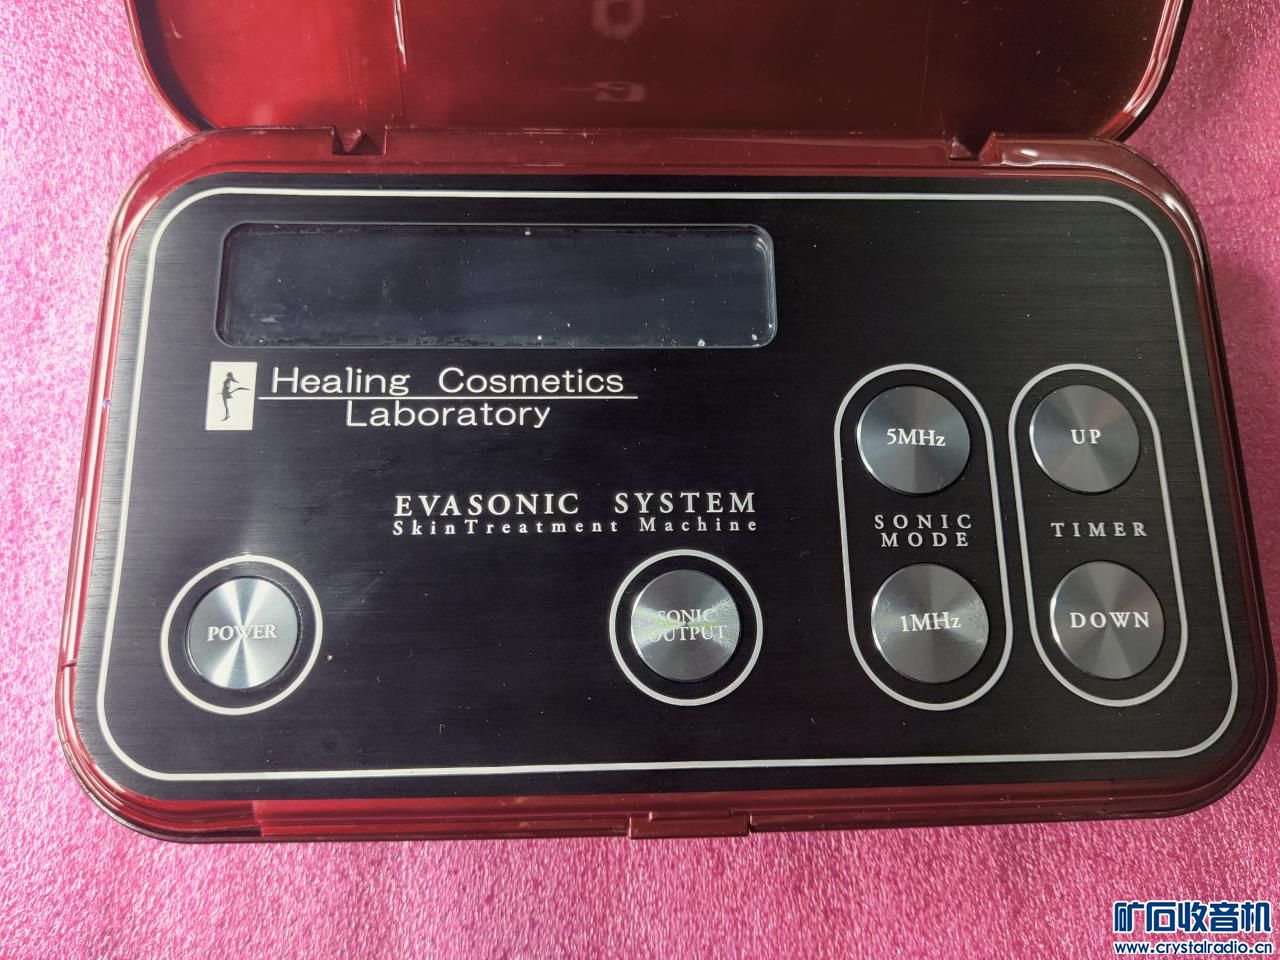 Healing Cosmetics
Laboratory
EVASONIC SYSTEM
SkinTreatment Machine
POWER
SONIC
OUTPUT
5MHz
SONIC
MODE
1MHz
UP
TIMER
DOWN
矿石收音机
www.crystalradio.cn